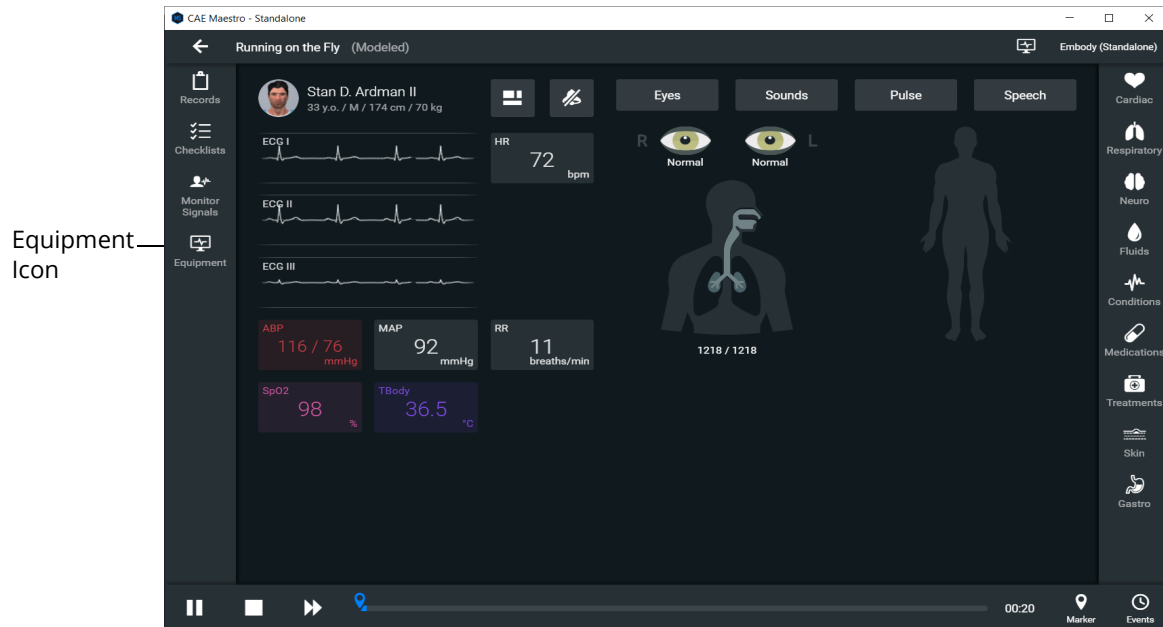 CAE Maestro - Standalone
Running on the Fly (Modeled)
Embody (Standalone)
Records
Checklists
Monitor
Signals
Equipment
Equipment
Icon
Stan D. Ardman II
33 y.o. / M / 174 cm / 70 kg
ECG I
ECG II
ECG III
HR
72
bpm
ABP
116 / 76
mmHg
MAP
92
mmHg
RR
11
breaths/min
SpO2
98
%
TBody
36.5
°C
Eyes
Sounds
Pulse
Speech
R
L
Normal
Normal
1218 / 1218
Cardiac
Respiratory
Neuro
Fluids
Conditions
Medications
Treatments
Skin
Gastro
00:20
Marker
Events